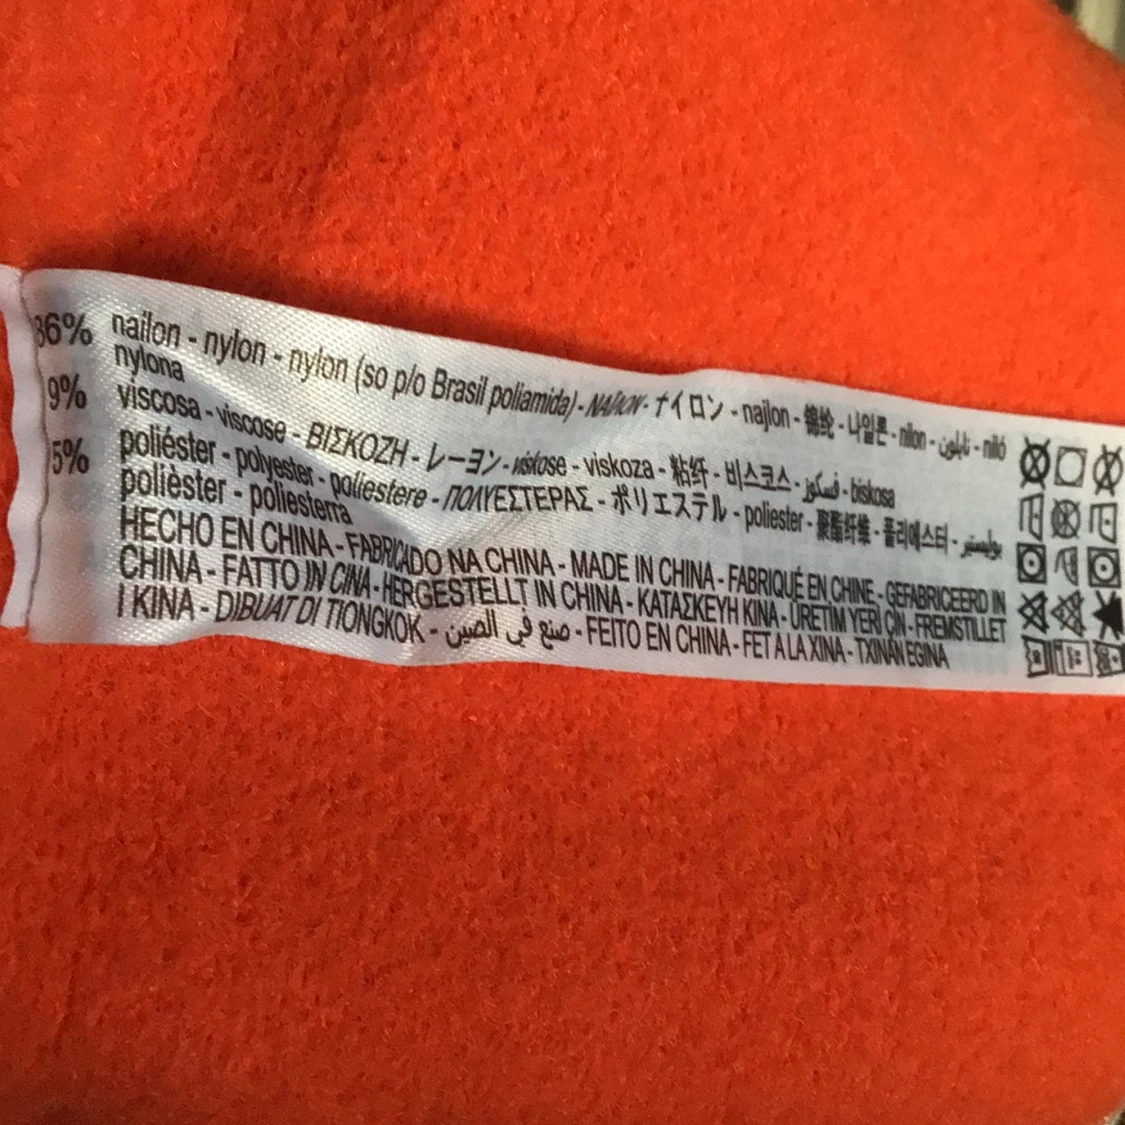 86% nailon - nylon - nylon (so p/o Brasil poliamida) - ΝΑΪΛΟΝ - ナイロン - najlon - 锦纶 - 나일론 - nilon - نايلون - niló
nylona
9% viscosa - viscose - ΒΙΣΚΟΖΗ - レーヨン - viskose - viskoza - 粘纤 - 비스코스 - فسكوز - biskosa
5% poliéster - polyester - poliestere - ΠΟΛΥΕΣΤΕΡΑΣ - ポリエステル - poliester - 聚酯纤维 - 폴리에스터 - بوليستير
polièster - poliesterra
HECHO EN CHINA - FABRICADO NA CHINA - MADE IN CHINA - FABRIQUÉ EN CHINE - GEFABRICEERD IN
CHINA - FATTO IN CINA - HERGESTELLT IN CHINA - ΚΑΤΑΣΚΕΥΗ ΚΙΝΑ - ÜRETİM YERİ ÇİN - FREMSTILLET
I KINA - DIBUAT DI TIONGKOK - صنع في الصين - FEITO EN CHINA - FET A LA XINA - TXINAN EGINA